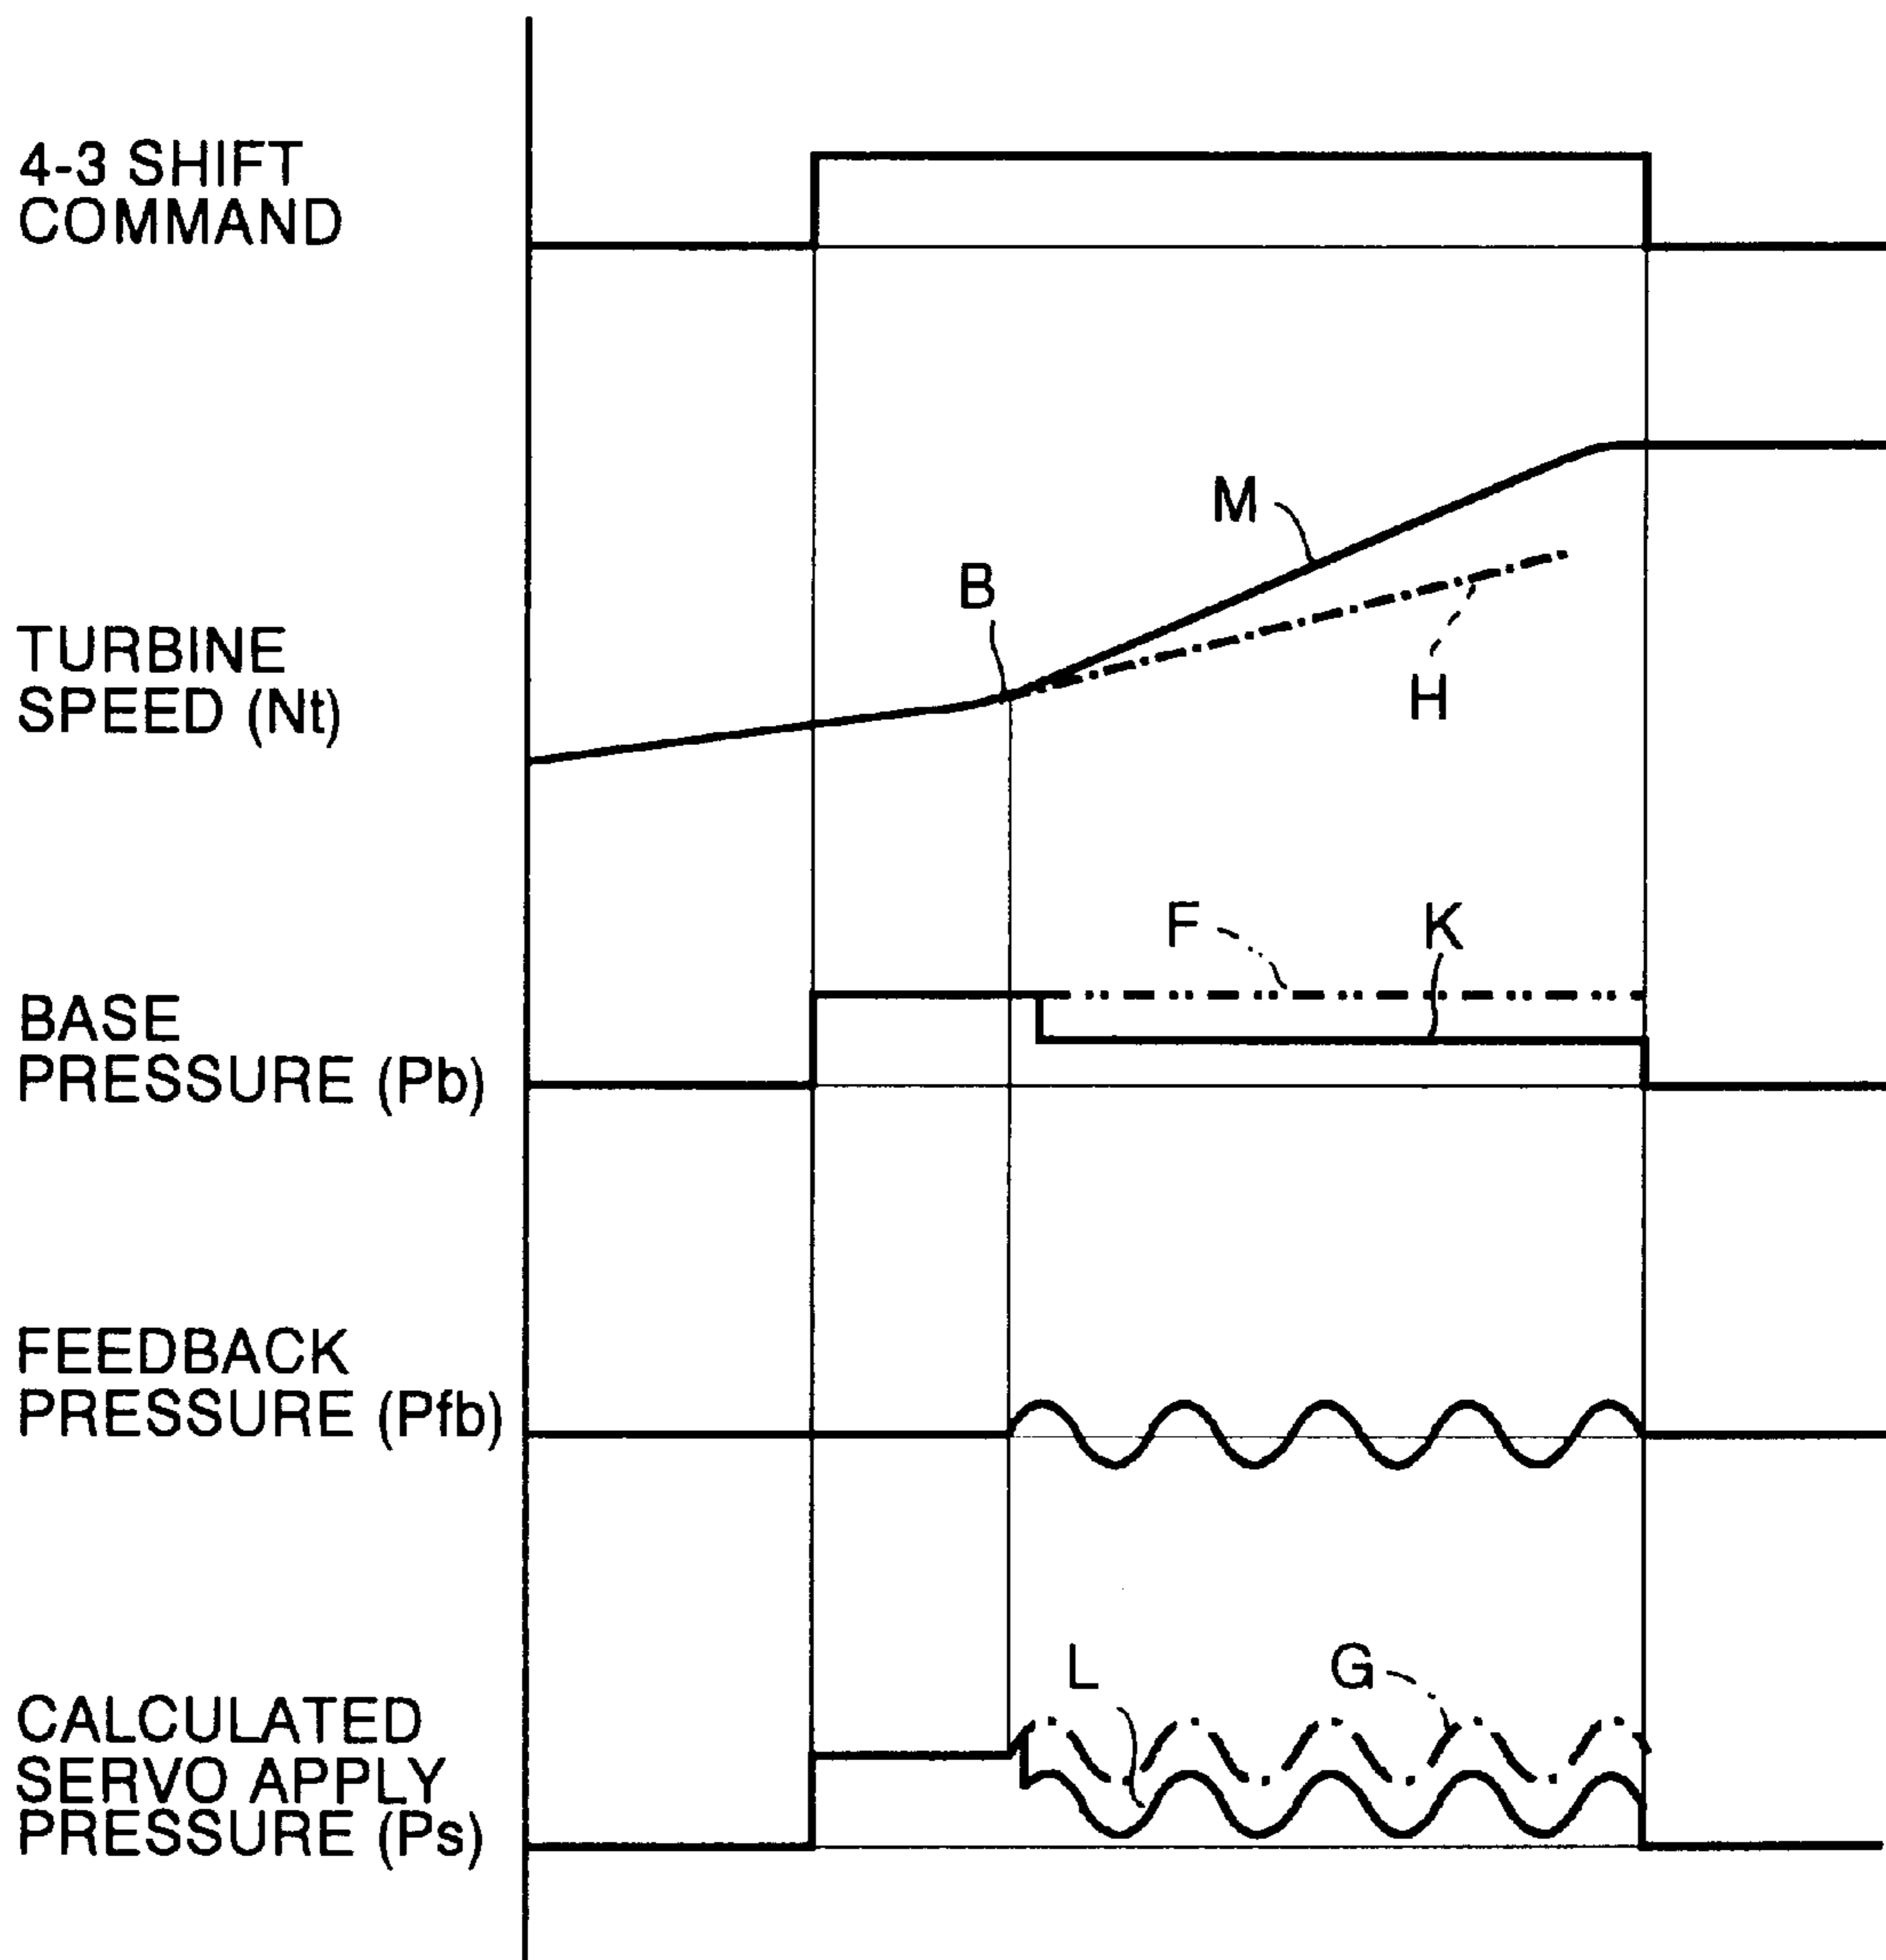 4-3 SHIFT
COMMAND
M
B
TURBINE
SPEED (Nt)
H
F
K
BASE
PRESSURE (Pb)
FEEDBACK
PRESSURE (Pfb)
L
G
CALCULATED
SERVO APPLY
PRESSURE (Ps)